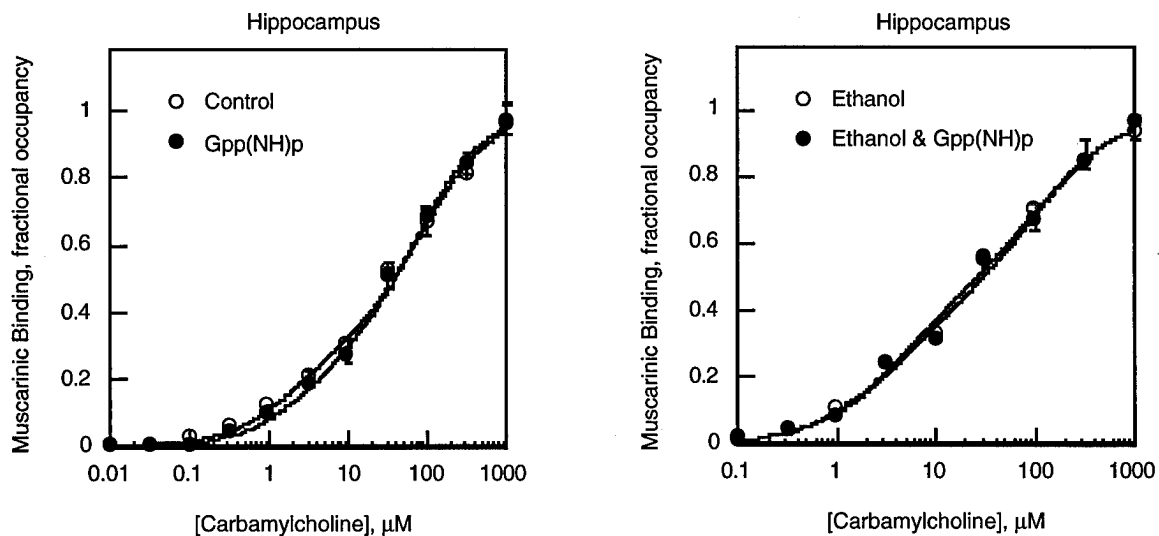 Hippocampus
Muscarinic Binding, fractional occupancy
1
0.8
0.6
0.4
0.2
0
Control
Gpp(NH)p
0.01 0.1 1 10 100 1000
[Carbamylcholine], µM
Hippocampus
Muscarinic Binding, fractional occupancy
1
0.8
0.6
0.4
0.2
0
Ethanol
Ethanol & Gpp(NH)p
0.1 1 10 100 1000
[Carbamylcholine], µM